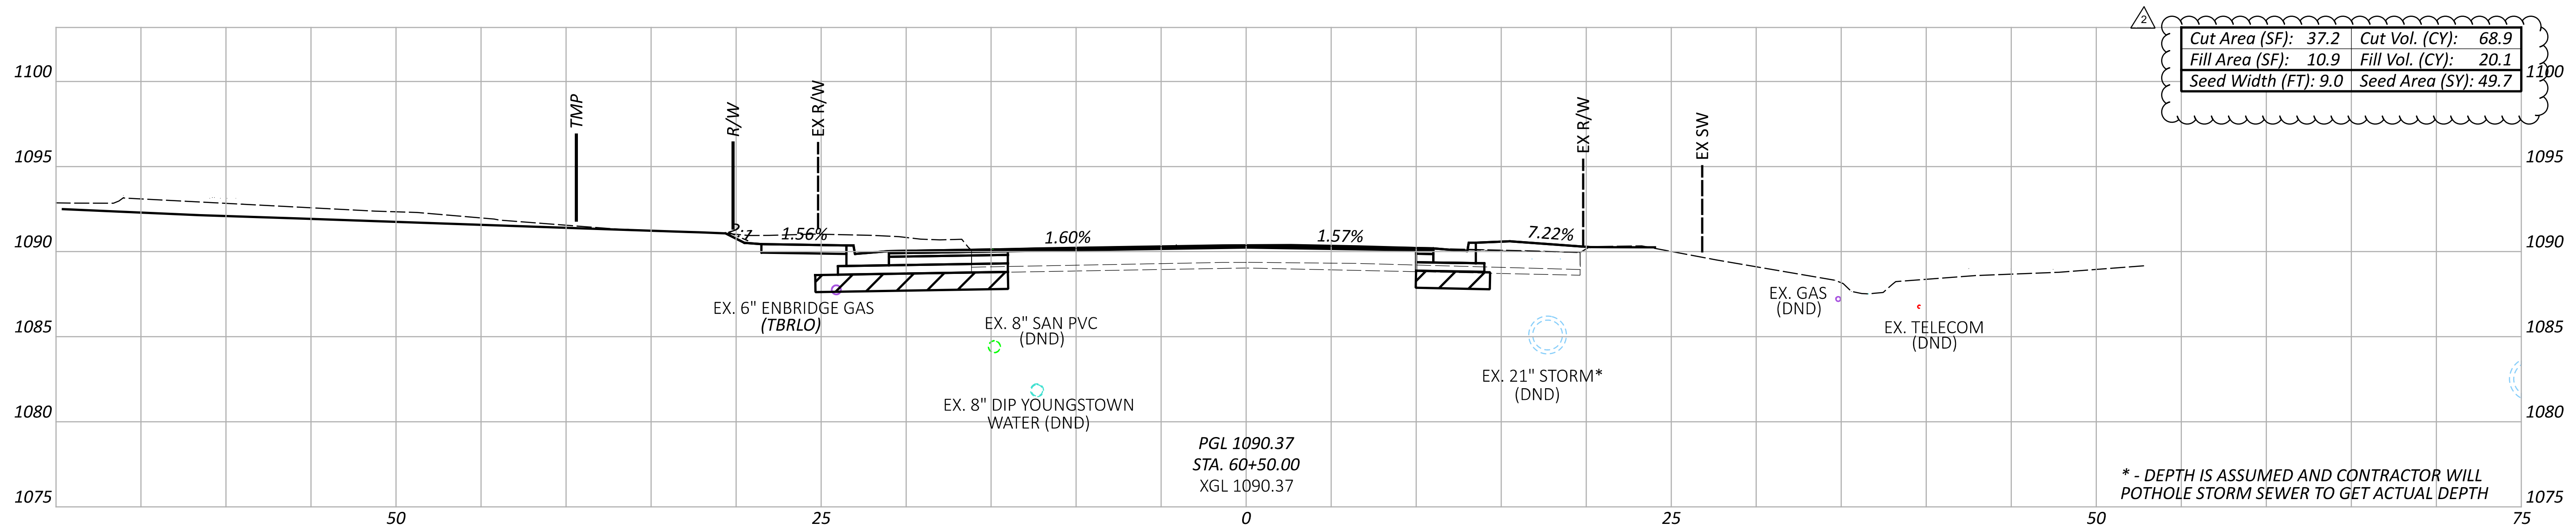 2
Cut Area (SF): 37.2 Cut Vol. (CY): 68.9
Fill Area (SF): 10.9 Fill Vol. (CY): 20.1
Seed Width (FT): 9.0 Seed Area (SY): 49.7
1100 1100
TMP
R/W
EX R/W
EX R/W
EX SW
1095 1095
2:1
1.56%
1.60%
1.57%
7.22%
1090 1090
EX. 6" ENBRIDGE GAS
(TBRLO)
EX. 8" SAN PVC
(DND)
EX. GAS
(DND)
EX. TELECOM
(DND)
1085 1085
EX. 21" STORM*
(DND)
EX. 8" DIP YOUNGSTOWN
WATER (DND)
1080 1080
PGL 1090.37
STA. 60+50.00
XGL 1090.37
* - DEPTH IS ASSUMED AND CONTRACTOR WILL
POTHOLE STORM SEWER TO GET ACTUAL DEPTH
1075 1075
50 25 0 25 50 75